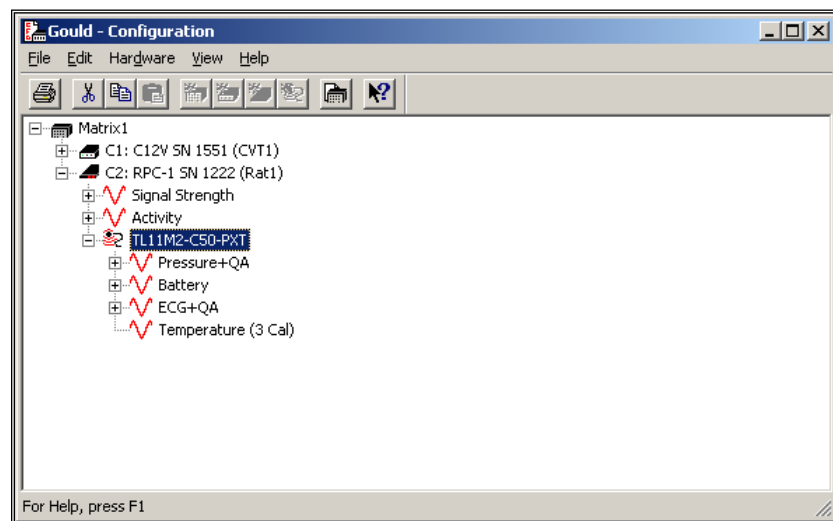 Gould - Configuration
File Edit Hardware View Help
Matrix1
C1: C12V SN 1551 (CVT1)
C2: RPC-1 SN 1222 (Rat1)
Signal Strength
Activity
TL11M2-C50-PXT
Pressure+QA
Battery
ECG+QA
Temperature (3 Cal)
For Help, press F1